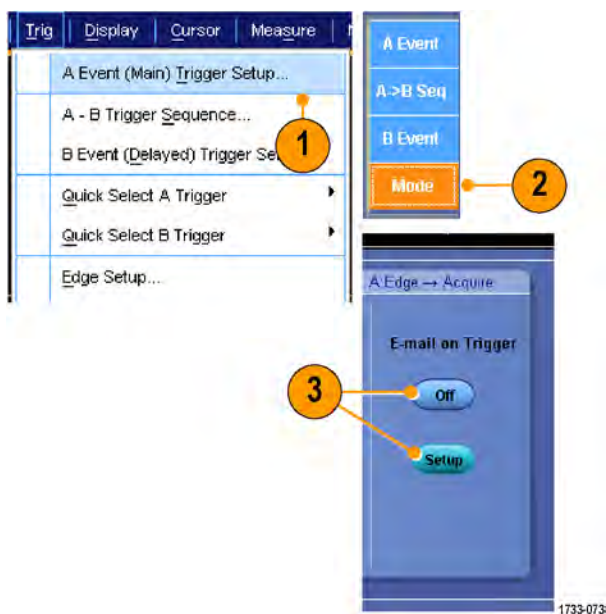 Trig Display Cursor Measure
A Event (Main) Trigger Setup...
A - B Trigger Sequence...
B Event (Delayed) Trigger Se
Quick Select A Trigger
Quick Select B Trigger
Edge Setup...
1
A Event
A->B Seq
B Event
Mode
2
A Edge → Acquire
E-mail on Trigger
Off
Setup
3
1733-073